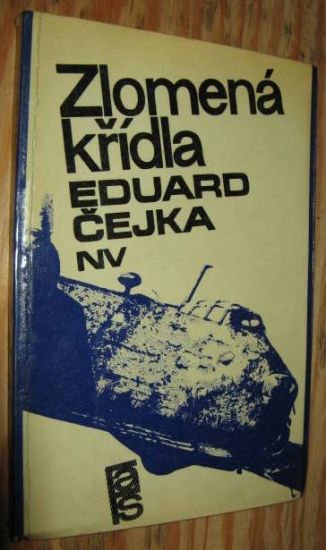 Zlomená
křídla
EDUARD
ČEJKA
NV